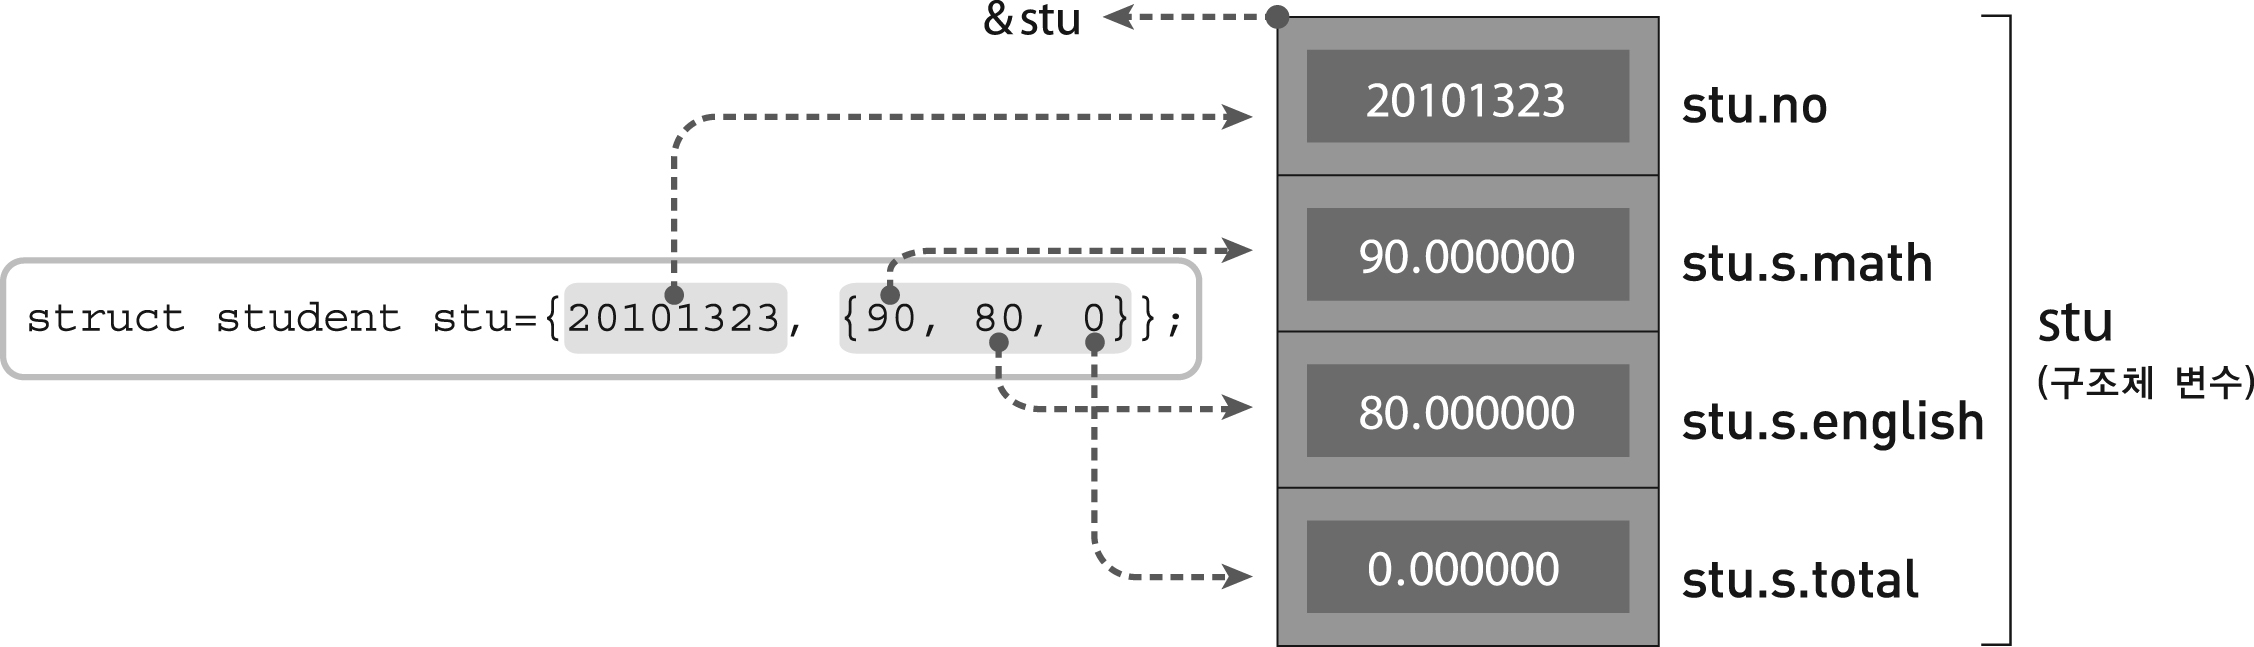 &stu
20101323 stu.no
90.000000 stu.s.math
struct student stu={20101323, {90, 80, 0}};
80.000000 stu.s.english
0.000000 stu.s.total
stu
(구조체 변수)